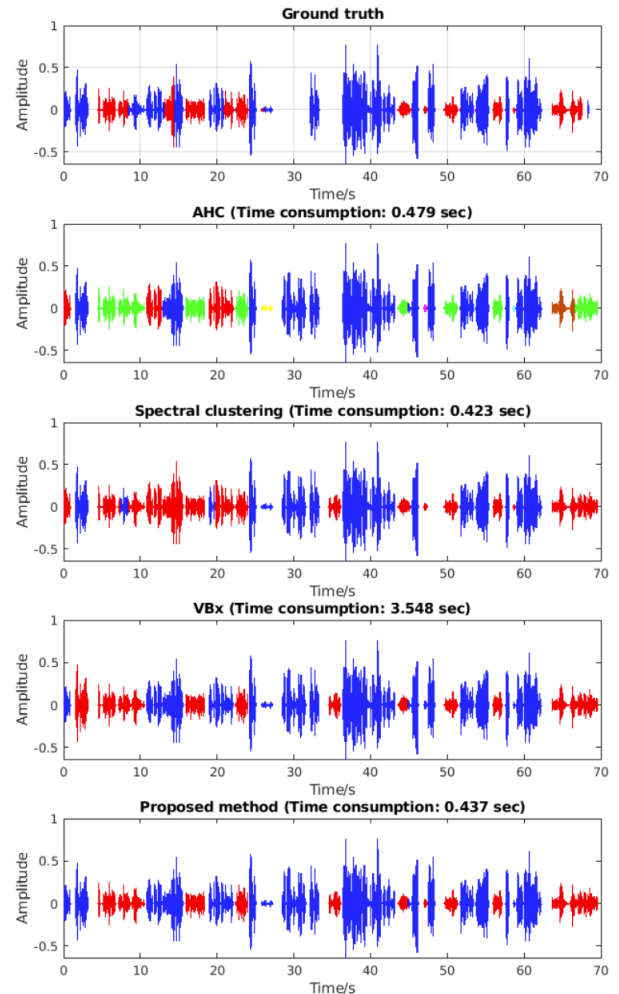 Ground truth
1
0.5
0
-0.5
Amplitude
0 10 20 30 40 50 60 70
Time/s
AHC (Time consumption: 0.479 sec)
1
0.5
0
-0.5
Amplitude
0 10 20 30 40 50 60 70
Time/s
Spectral clustering (Time consumption: 0.423 sec)
1
0.5
0
-0.5
Amplitude
0 10 20 30 40 50 60 70
Time/s
VBx (Time consumption: 3.548 sec)
1
0.5
0
-0.5
Amplitude
0 10 20 30 40 50 60 70
Time/s
Proposed method (Time consumption: 0.437 sec)
1
0.5
0
-0.5
Amplitude
0 10 20 30 40 50 60 70
Time/s